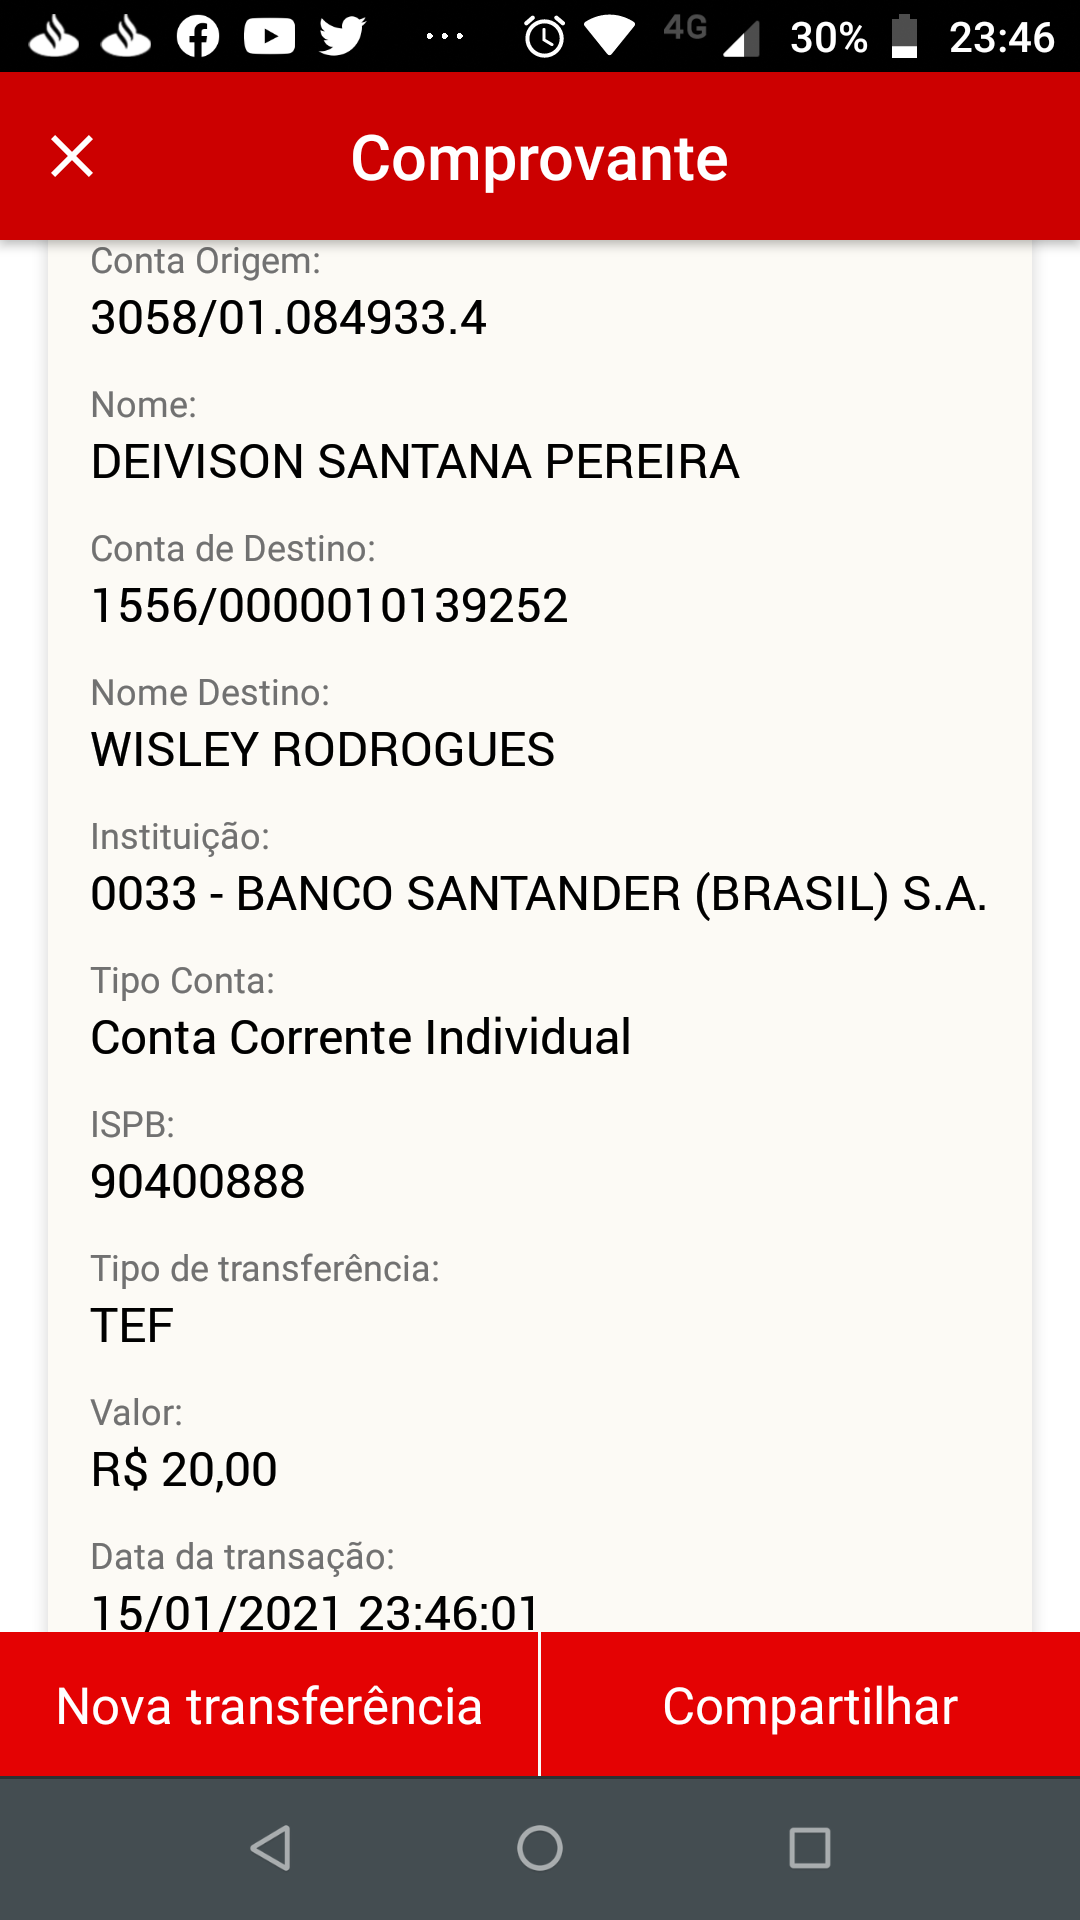 4G 30% 23:46
Comprovante
Conta Origem:
3058/01.084933.4
Nome:
DEIVISON SANTANA PEREIRA
Conta de Destino:
1556/0000010139252
Nome Destino:
WISLEY RODROGUES
Instituição:
0033 - BANCO SANTANDER (BRASIL) S.A.
Tipo Conta:
Conta Corrente Individual
ISPB:
90400888
Tipo de transferência:
TEF
Valor:
R$ 20,00
Data da transação:
15/01/2021 23:46:01
Nova transferência
Compartilhar